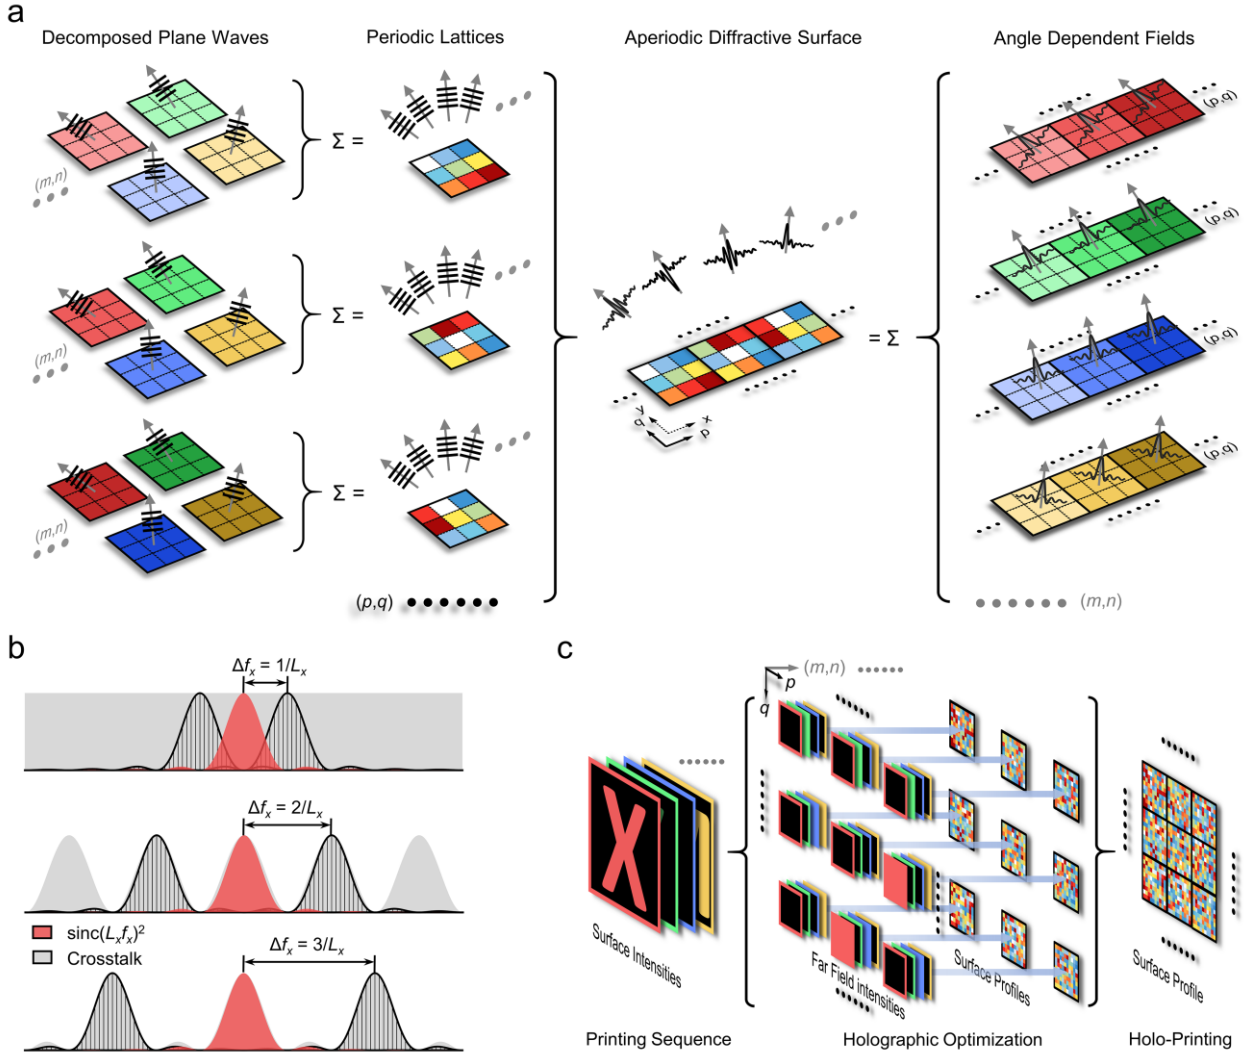 a
Decomposed Plane Waves
Periodic Lattices
Aperiodic Diffractive Surface
Angle Dependent Fields
(m,n)
Σ =
(p,q)
(m,n)
Σ =
= Σ
(p,q)
y
x
q
p
(p,q)
(m,n)
Σ =
(p,q)
(p,q)
(m,n)
b
Δfₓ = 1/Lₓ
Δfₓ = 2/Lₓ
sinc(Lₓfₓ)²
Crosstalk
Δfₓ = 3/Lₓ
c
(m,n)
p
q
Surface Intensities
Far Field intensities
Surface Profiles
Surface Profile
Printing Sequence
Holographic Optimization
Holo-Printing